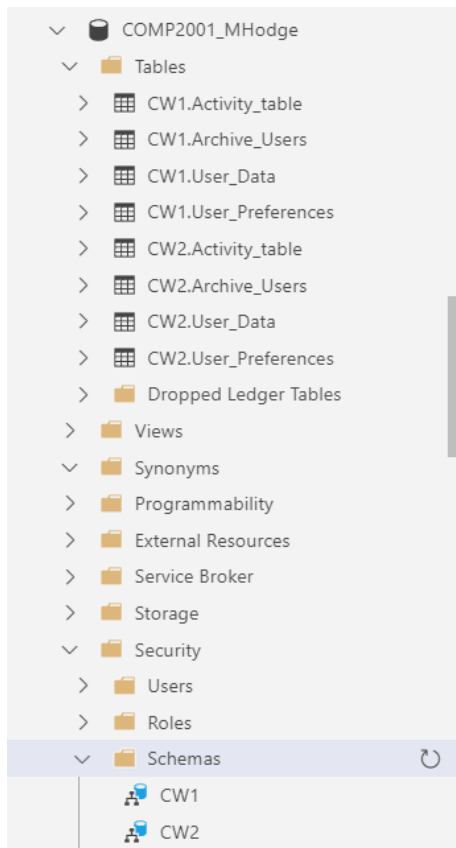 COMP2001_MHodge
Tables
CW1.Activity_table
CW1.Archive_Users
CW1.User_Data
CW1.User_Preferences
CW2.Activity_table
CW2.Archive_Users
CW2.User_Data
CW2.User_Preferences
Dropped Ledger Tables
Views
Synonyms
Programmability
External Resources
Service Broker
Storage
Security
Users
Roles
Schemas
CW1
CW2